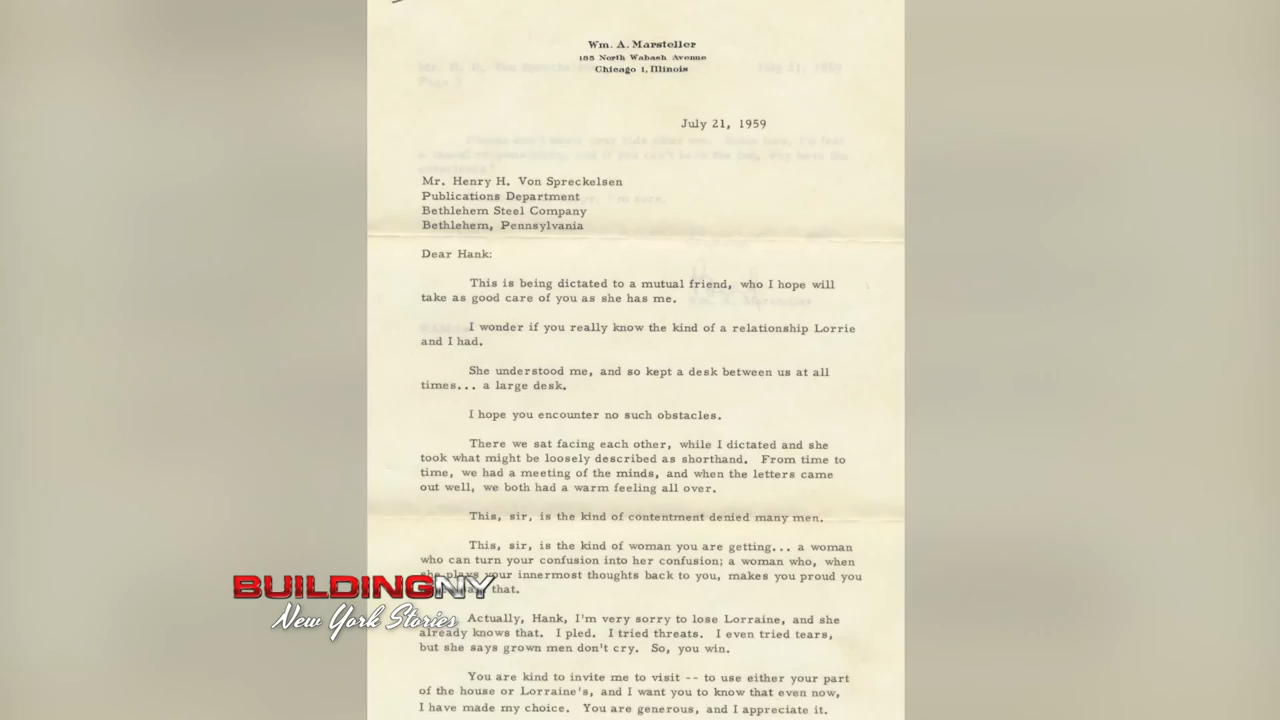 Wm. A. Marsteller
185 North Wabash Avenue
Chicago 1, Illinois
July 21, 1959
Mr. Henry H. Von Spreckelsen
Publications Department
Bethlehem Steel Company
Bethlehem, Pennsylvania
Dear Hank:
This is being dictated to a mutual friend, who I hope will
take as good care of you as she has me.
I wonder if you really know the kind of a relationship Lorrie
and I had.
She understood me, and so kept a desk between us at all
times... a large desk.
I hope you encounter no such obstacles.
There we sat facing each other, while I dictated and she
took what might be loosely described as shorthand. From time to
time, we had a meeting of the minds, and when the letters came
out well, we both had a warm feeling all over.
This, sir, is the kind of contentment denied many men.
This, sir, is the kind of woman you are getting... a woman
who can turn your confusion into her confusion; a woman who, when
she plays your innermost thoughts back to you, makes you proud you
that.
Actually, Hank, I'm very sorry to lose Lorraine, and she
already knows that. I pled. I tried threats. I even tried tears,
but she says grown men don't cry. So, you win.
You are kind to invite me to visit -- to use either your part
of the house or Lorraine's, and I want you to know that even now,
I have made my choice. You are generous, and I appreciate it.
BUILDINGNY
New York Stories